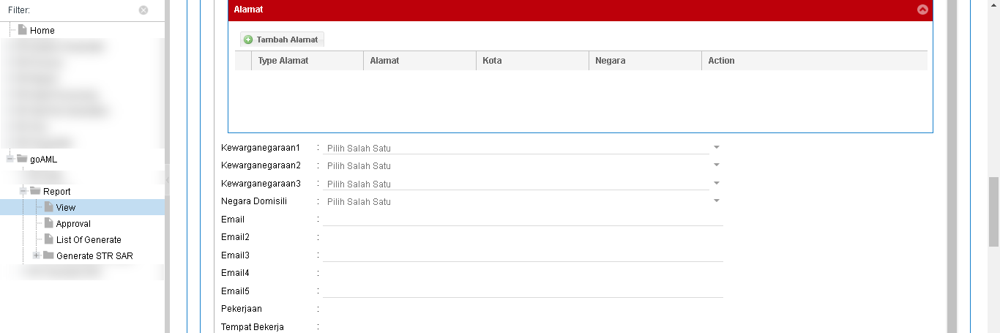 Filter:
Home
goAML
Report
View
Approval
List Of Generate
Generate STR SAR
Alamat
Tambah Alamat
Type Alamat Alamat Kota Negara Action
Kewarganegaraan1 : Pilih Salah Satu
Kewarganegaraan2 : Pilih Salah Satu
Kewarganegaraan3 : Pilih Salah Satu
Negara Domisili : Pilih Salah Satu
Email :
Email2 :
Email3 :
Email4 :
Email5 :
Pekerjaan :
Tempat Bekerja :